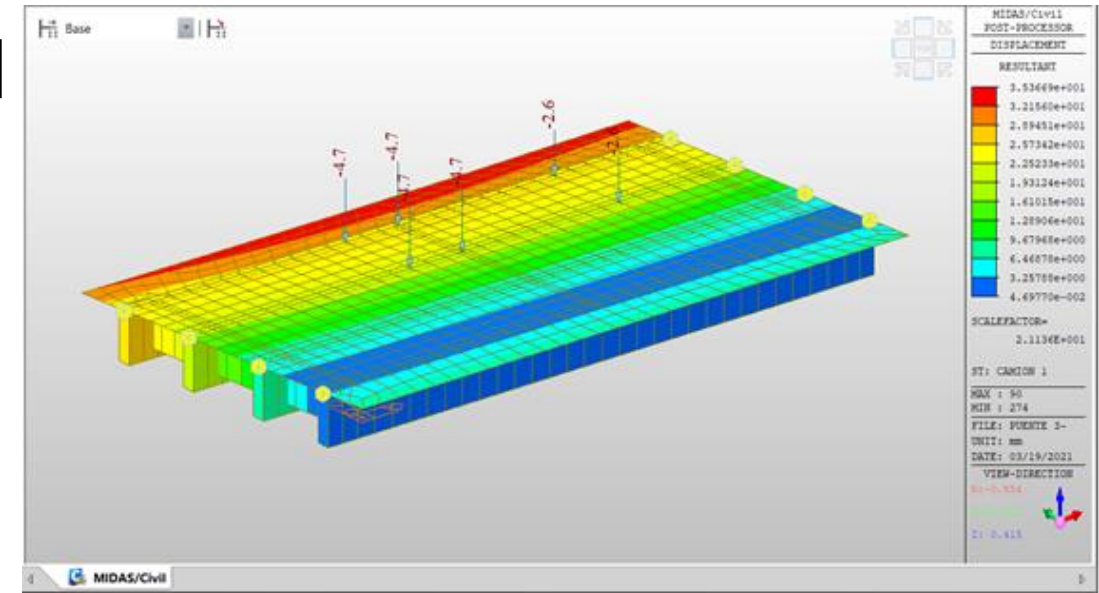 Base
-4.7
-4.7
-4.7
-2.6
MIDAS/Civil
POST-PROCESSOR
DISPLACEMENT
RESULTANT
3.53669e+001
3.21560e+001
2.89451e+001
2.57342e+001
2.25233e+001
1.93124e+001
1.61015e+001
1.28906e+001
9.67968e+000
6.46878e+000
3.25788e+000
4.69770e-002
SCALEFACTOR=
2.1136E+001
ST: CAMION 1
MAX : 90
MIN : 274
FILE: PUENTE 3~
UNIT: mm
DATE: 03/19/2021
VIEW-DIRECTION
Z: 0.415
MIDAS/Civil